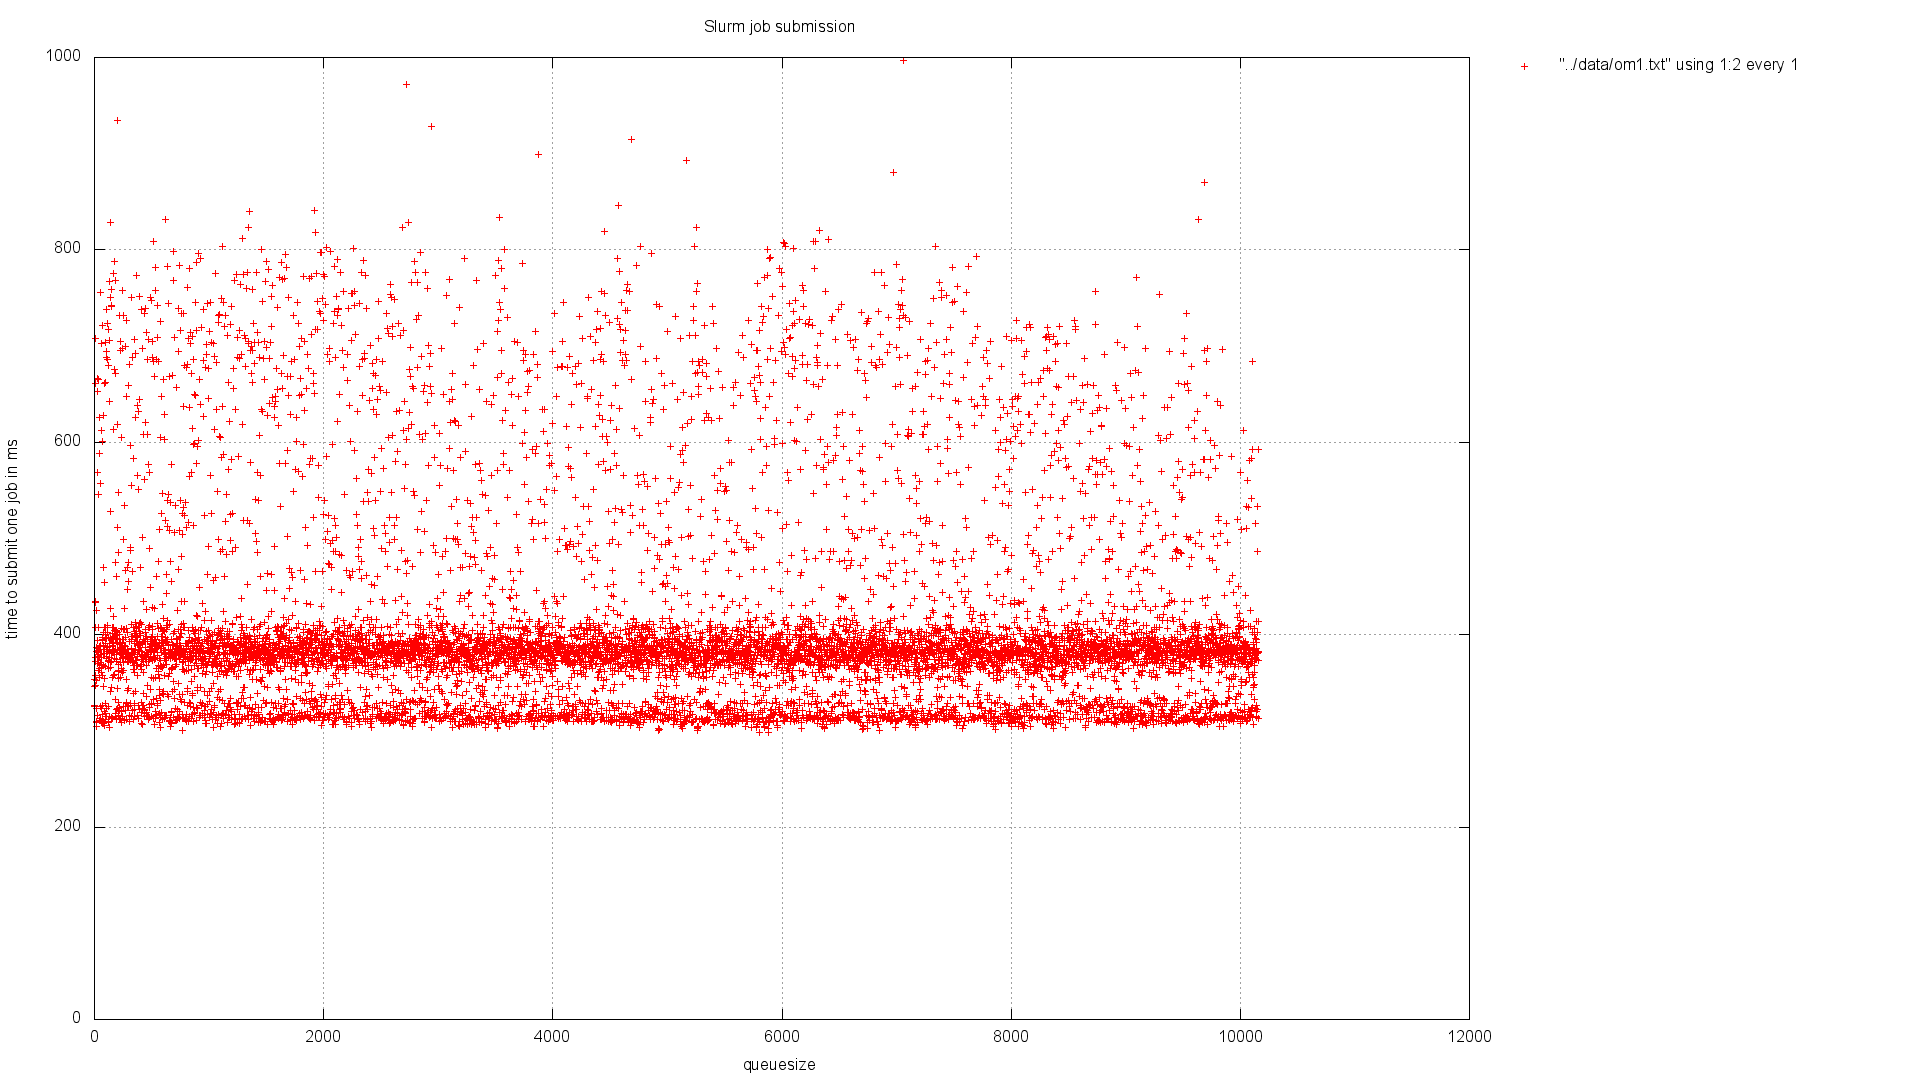 Slurm job submission
"../data/om1.txt" using 1:2 every 1
1000
800
600
400
200
0
time to submit one job in ms
0 2000 4000 6000 8000 10000 12000
queuesize